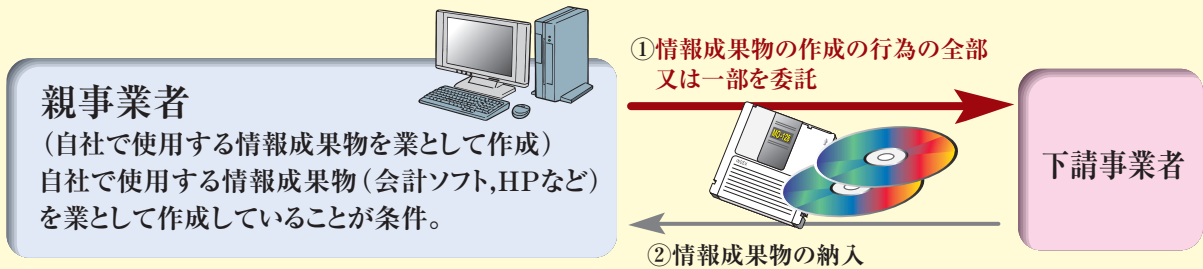 親事業者
（自社で使用する情報成果物を業として作成）
自社で使用する情報成果物（会計ソフト,HPなど）
を業として作成していることが条件。
①情報成果物の作成の行為の全部
又は一部を委託
MO-128
②情報成果物の納入
下請事業者